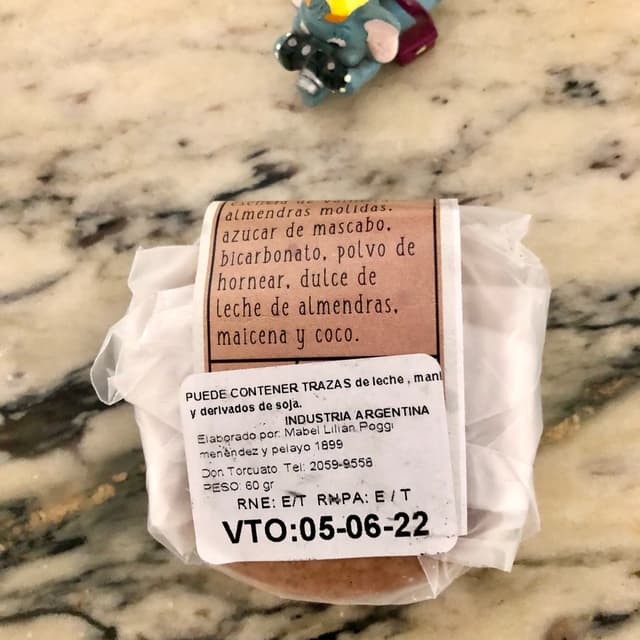 almendras molidas.
azucar de mascabo,
bicarbonato, polvo de
hornear, dulce de
leche de almendras,
maicena y coco.
PUEDE CONTENER TRAZAS de leche , mani
y derivados de soja.
INDUSTRIA ARGENTINA
Elaborado por: Mabel Lilian Poggi
menendez y pelayo 1899
Don Torcuato Tel: 2059-9558
PESO: 60 gr
RNE: E/T RNPA: E / T
VTO:05-06-22